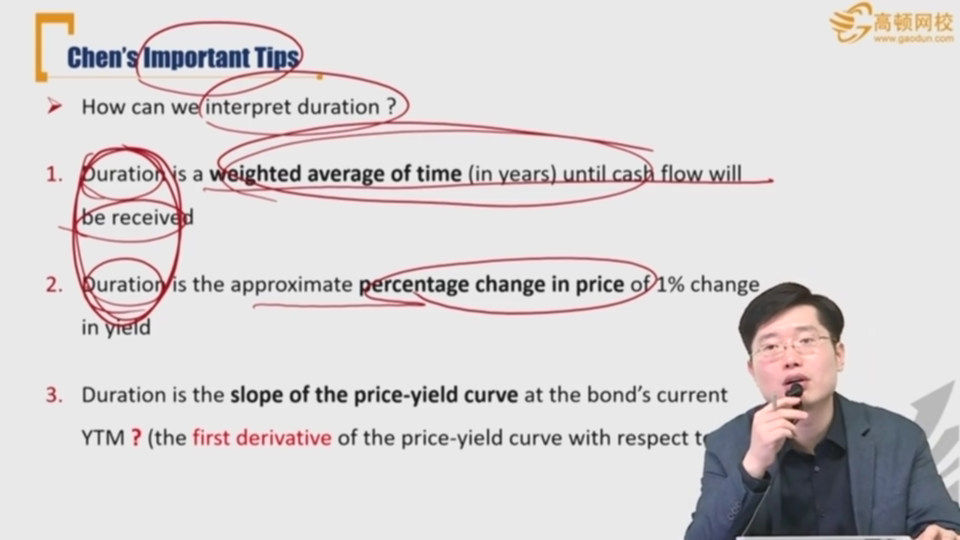 高顿网校
www.gaodun.com
Chen's Important Tips
How can we interpret duration ?
1. Duration is a weighted average of time (in years) until cash flow will
be received
2. Duration is the approximate percentage change in price of 1% change
in yield
3. Duration is the slope of the price-yield curve at the bond's current
YTM ? (the first derivative of the price-yield curve with respect